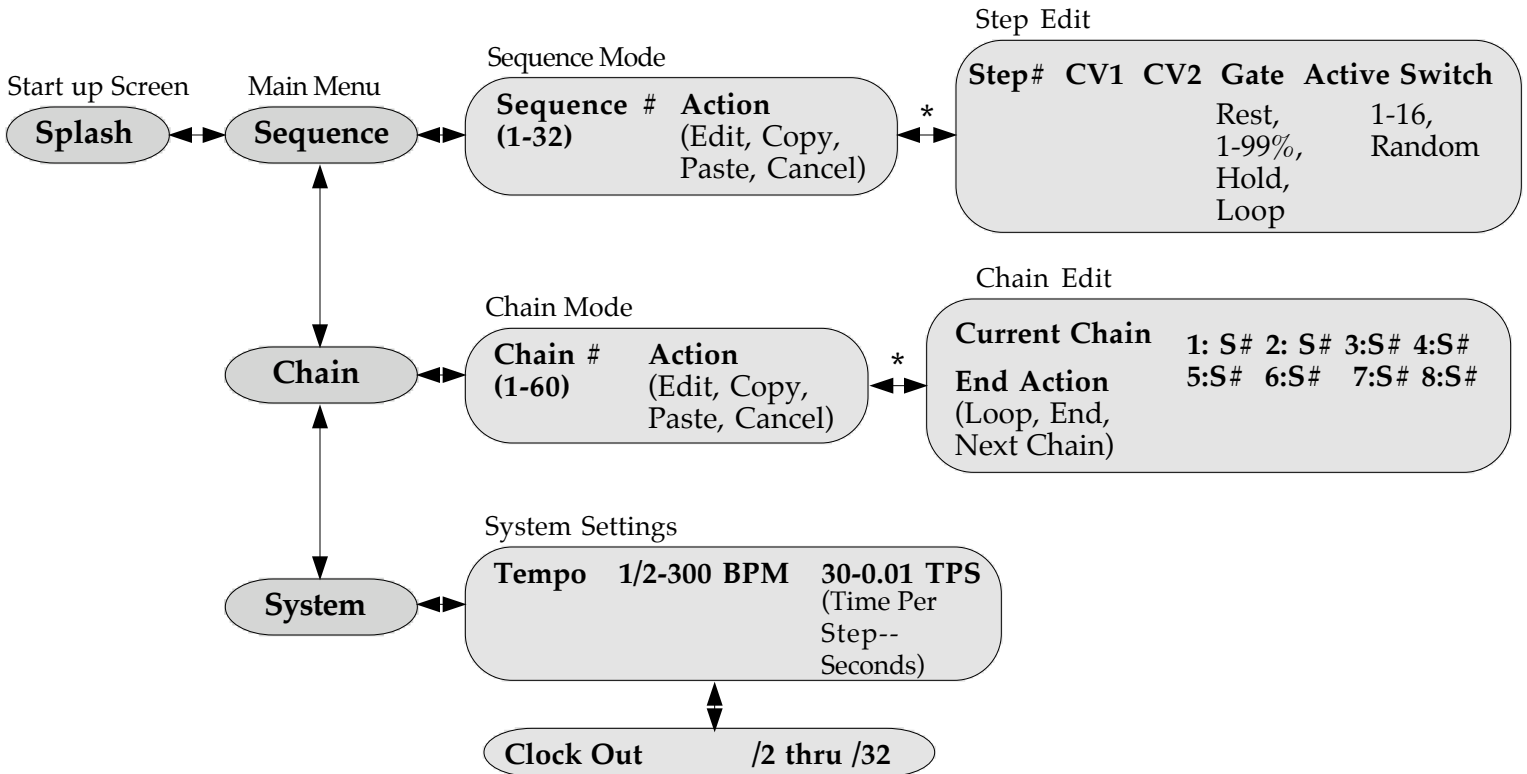 Start up Screen
Splash
Main Menu
Sequence
Sequence Mode
Sequence # Action
(1-32) (Edit, Copy,
Paste, Cancel)
*
Step Edit
Step# CV1 CV2 Gate Active Switch
Rest, 1-16,
1-99%, Random
Hold,
Loop
Chain
Chain Mode
Chain # Action
(1-60) (Edit, Copy,
Paste, Cancel)
*
Chain Edit
Current Chain 1: S# 2: S# 3:S# 4:S#
End Action 5:S# 6:S# 7:S# 8:S#
(Loop, End,
Next Chain)
System
System Settings
Tempo 1/2-300 BPM 30-0.01 TPS
(Time Per
Step--
Seconds)
Clock Out /2 thru /32